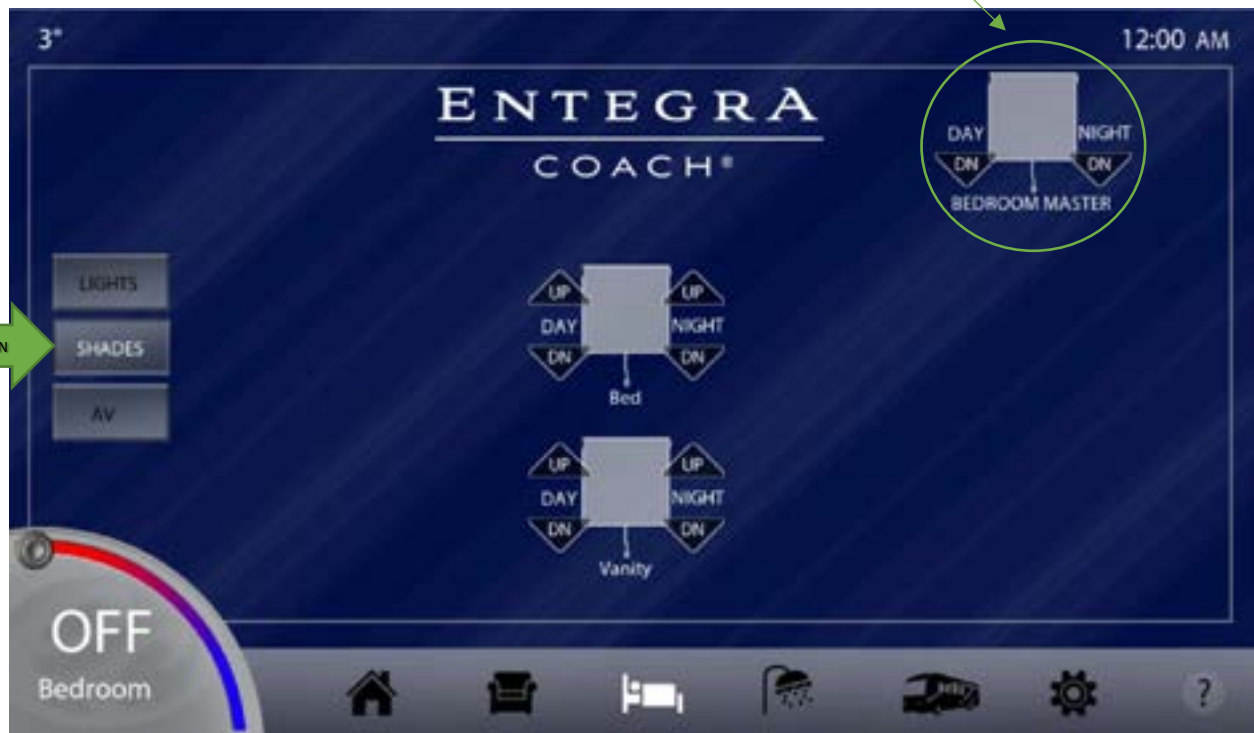 3°
12:00 AM
ENTEGRA
COACH®
DAY
NIGHT
DN
DN
BEDROOM MASTER
LIGHTS
SHADES
AV
N
UP
UP
DAY
NIGHT
DN
DN
Bed
UP
UP
DAY
NIGHT
DN
DN
Vanity
OFF
Bedroom
?